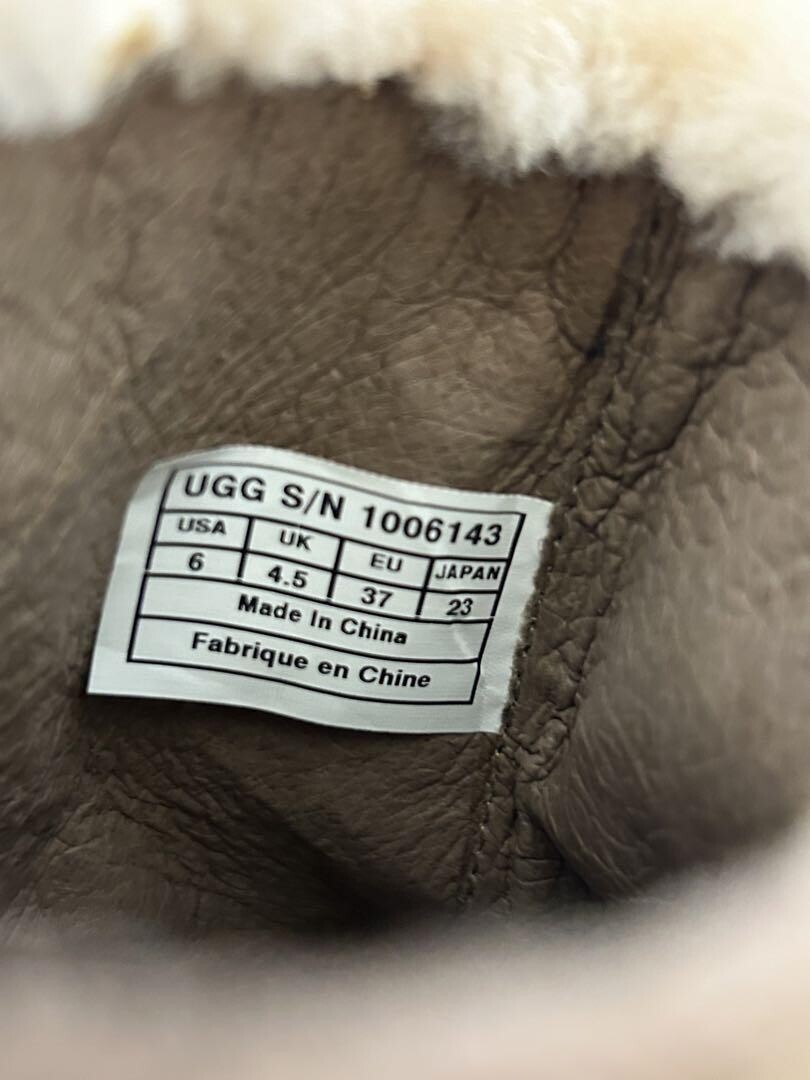 UGG S/N 1006143
USA UK EU JAPAN
6 4.5 37 23
Made In China
Fabrique en Chine